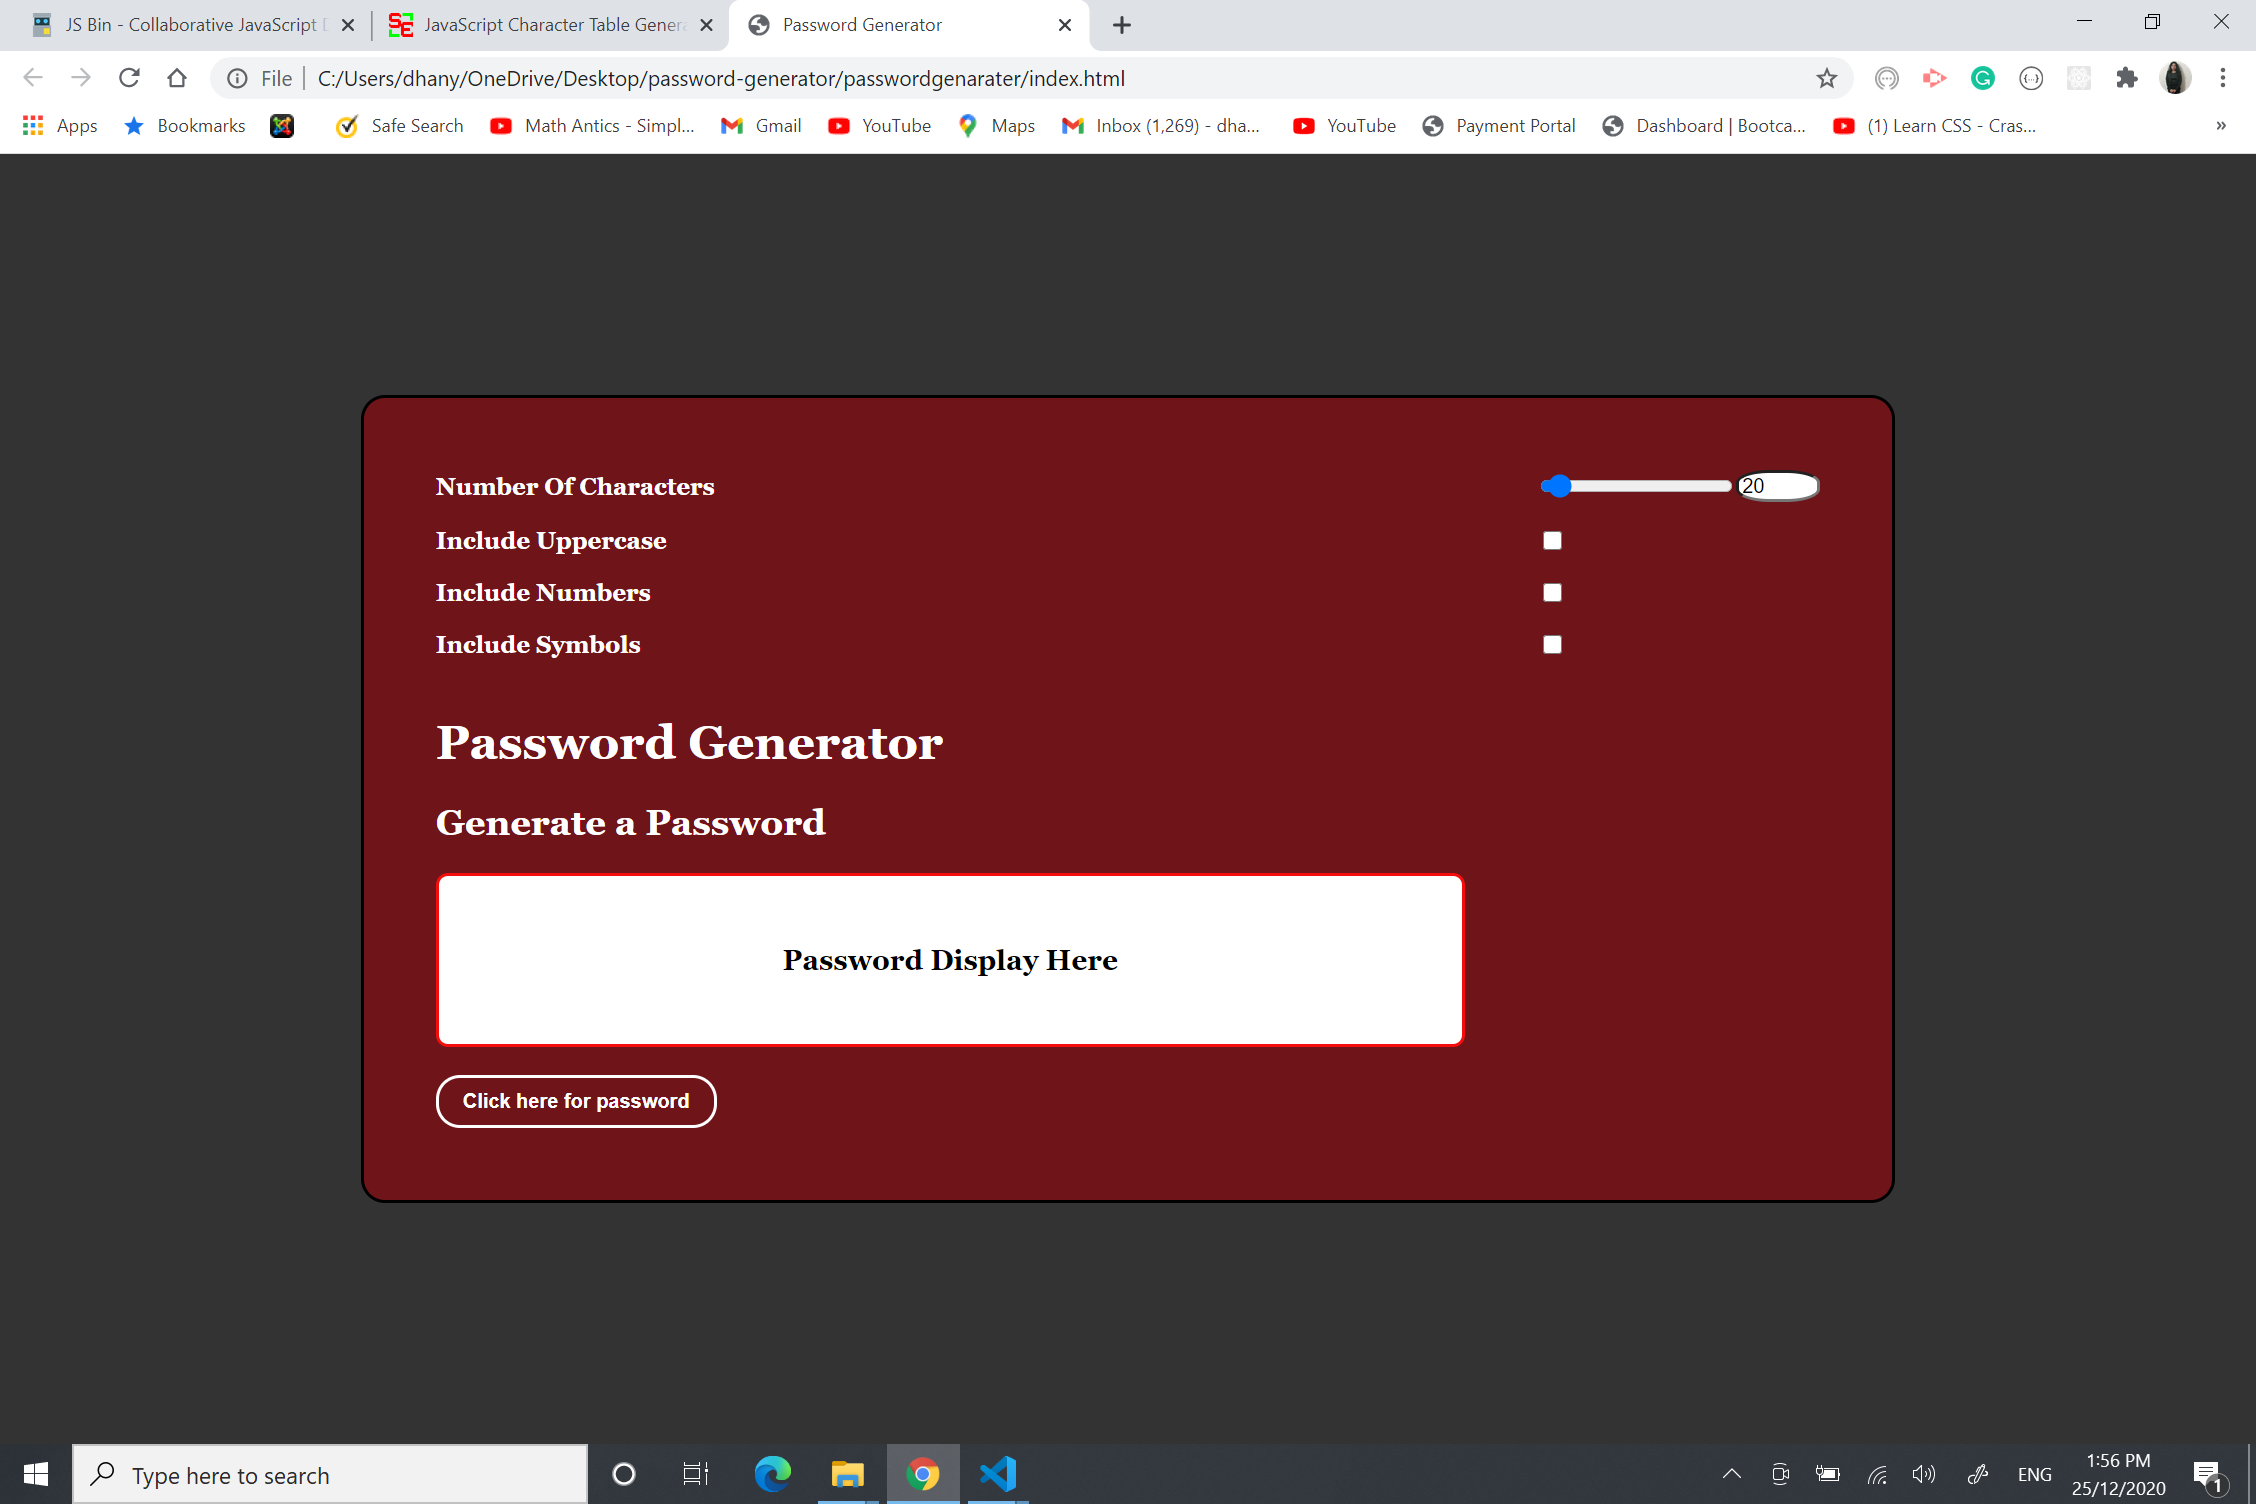 JS Bin - Collaborative JavaScript
JavaScript Character Table Gener
Password Generator
File
C:/Users/dhany/OneDrive/Desktop/password-generator/passwordgenarater/index.html
Apps
Bookmarks
Safe Search
Math Antics - Simpl...
Gmail
YouTube
Maps
Inbox (1,269) - dha...
YouTube
Payment Portal
Dashboard | Bootca...
(1) Learn CSS - Cras...
»
Number Of Characters
20
Include Uppercase
Include Numbers
Include Symbols
Password Generator
Generate a Password
Password Display Here
Click here for password
Type here to search
ENG
1:56 PM
25/12/2020
1